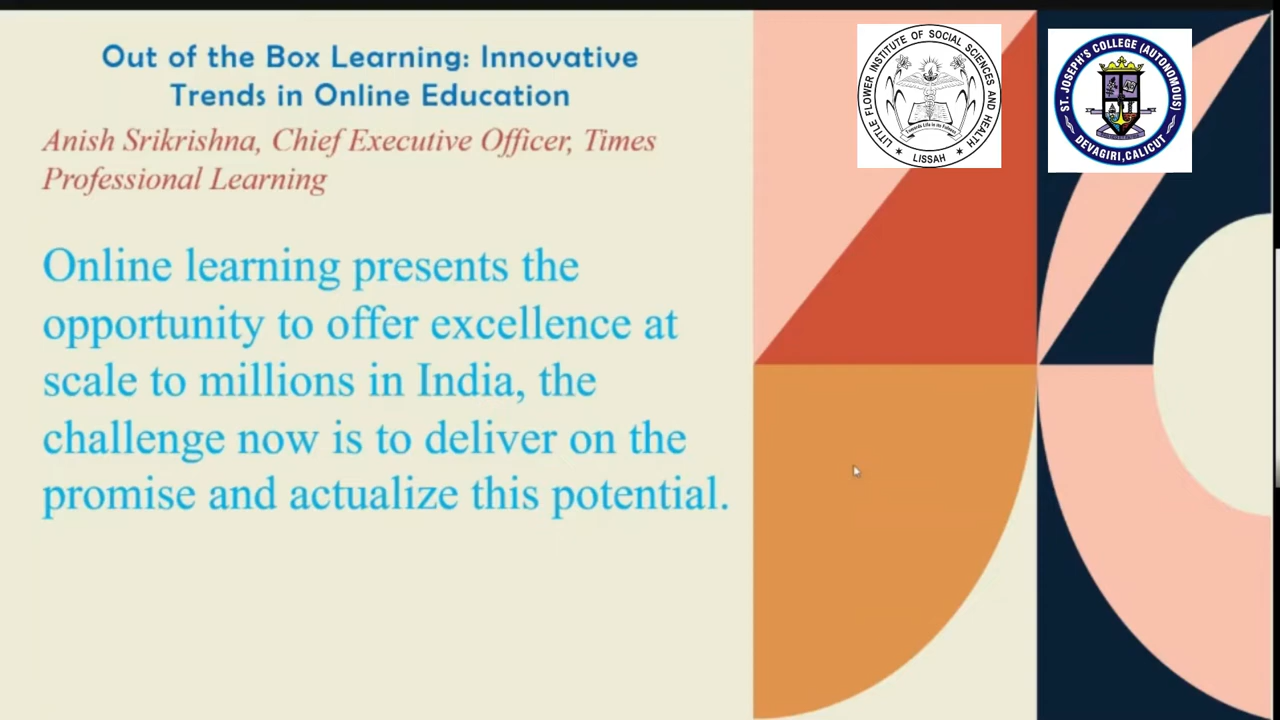 Out of the Box Learning: Innovative
Trends in Online Education
Anish Srikrishna, Chief Executive Officer, Times
Professional Learning
Online learning presents the
opportunity to offer excellence at
scale to millions in India, the
challenge now is to deliver on the
promise and actualize this potential.
LITTLE FLOWER INSTITUTE OF SOCIAL SCIENCES AND HEALTH
LISSAH
ST. JOSEPH'S COLLEGE (AUTONOMOUS)
DEVAGIRI, CALICUT